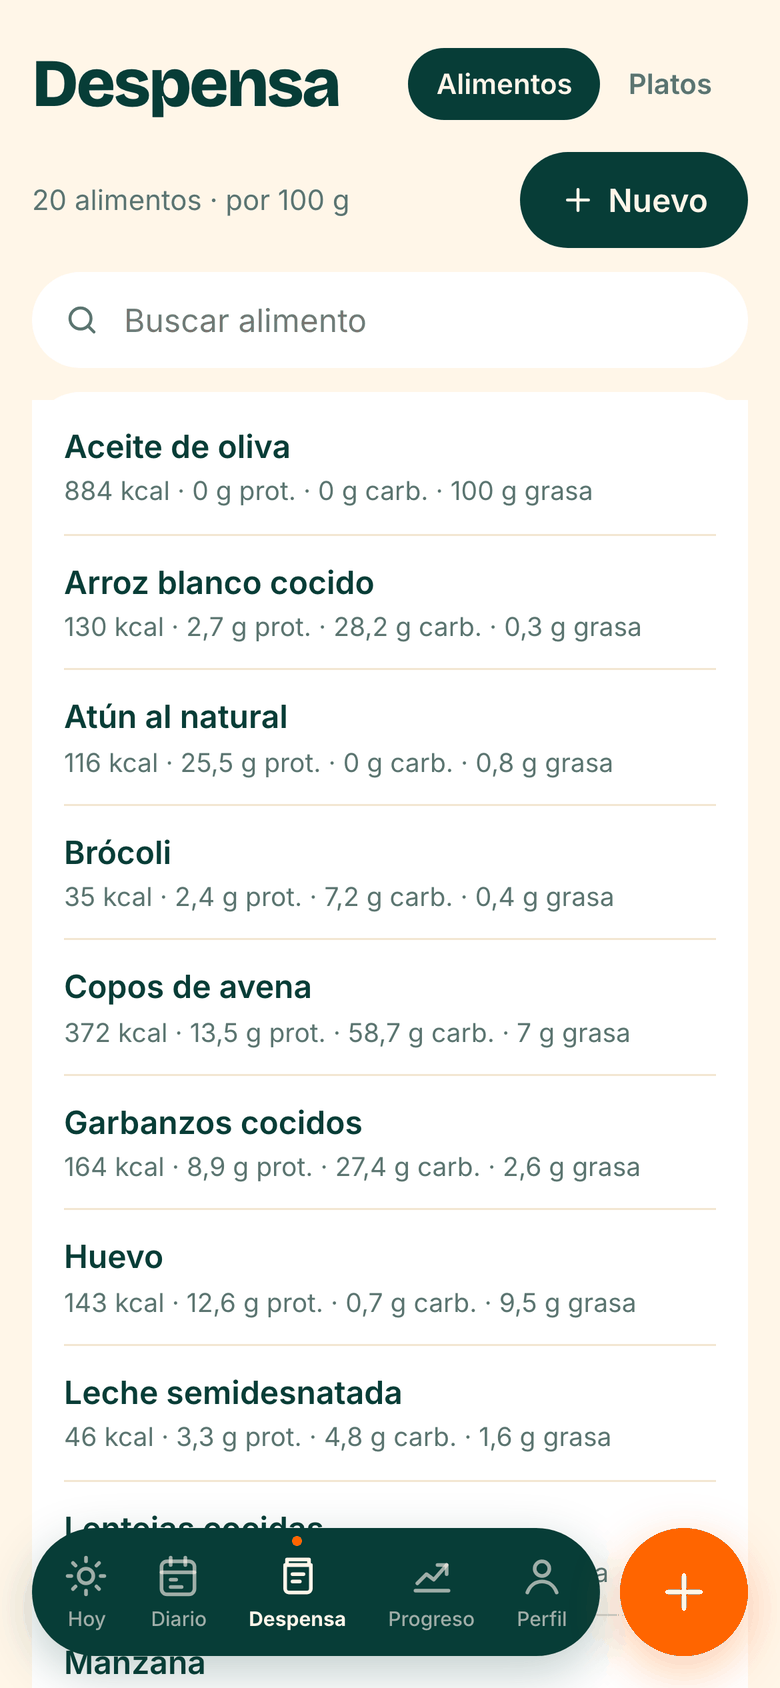 Despensa
Alimentos
Platos
20 alimentos · por 100 g
+ Nuevo
Buscar alimento
Aceite de oliva
884 kcal · 0 g prot. · 0 g carb. · 100 g grasa
Arroz blanco cocido
130 kcal · 2,7 g prot. · 28,2 g carb. · 0,3 g grasa
Atún al natural
116 kcal · 25,5 g prot. · 0 g carb. · 0,8 g grasa
Brócoli
35 kcal · 2,4 g prot. · 7,2 g carb. · 0,4 g grasa
Copos de avena
372 kcal · 13,5 g prot. · 58,7 g carb. · 7 g grasa
Garbanzos cocidos
164 kcal · 8,9 g prot. · 27,4 g carb. · 2,6 g grasa
Huevo
143 kcal · 12,6 g prot. · 0,7 g carb. · 9,5 g grasa
Leche semidesnatada
46 kcal · 3,3 g prot. · 4,8 g carb. · 1,6 g grasa
Lentejas cocidas
Hoy
Diario
Despensa
Progreso
Perfil
Manzana